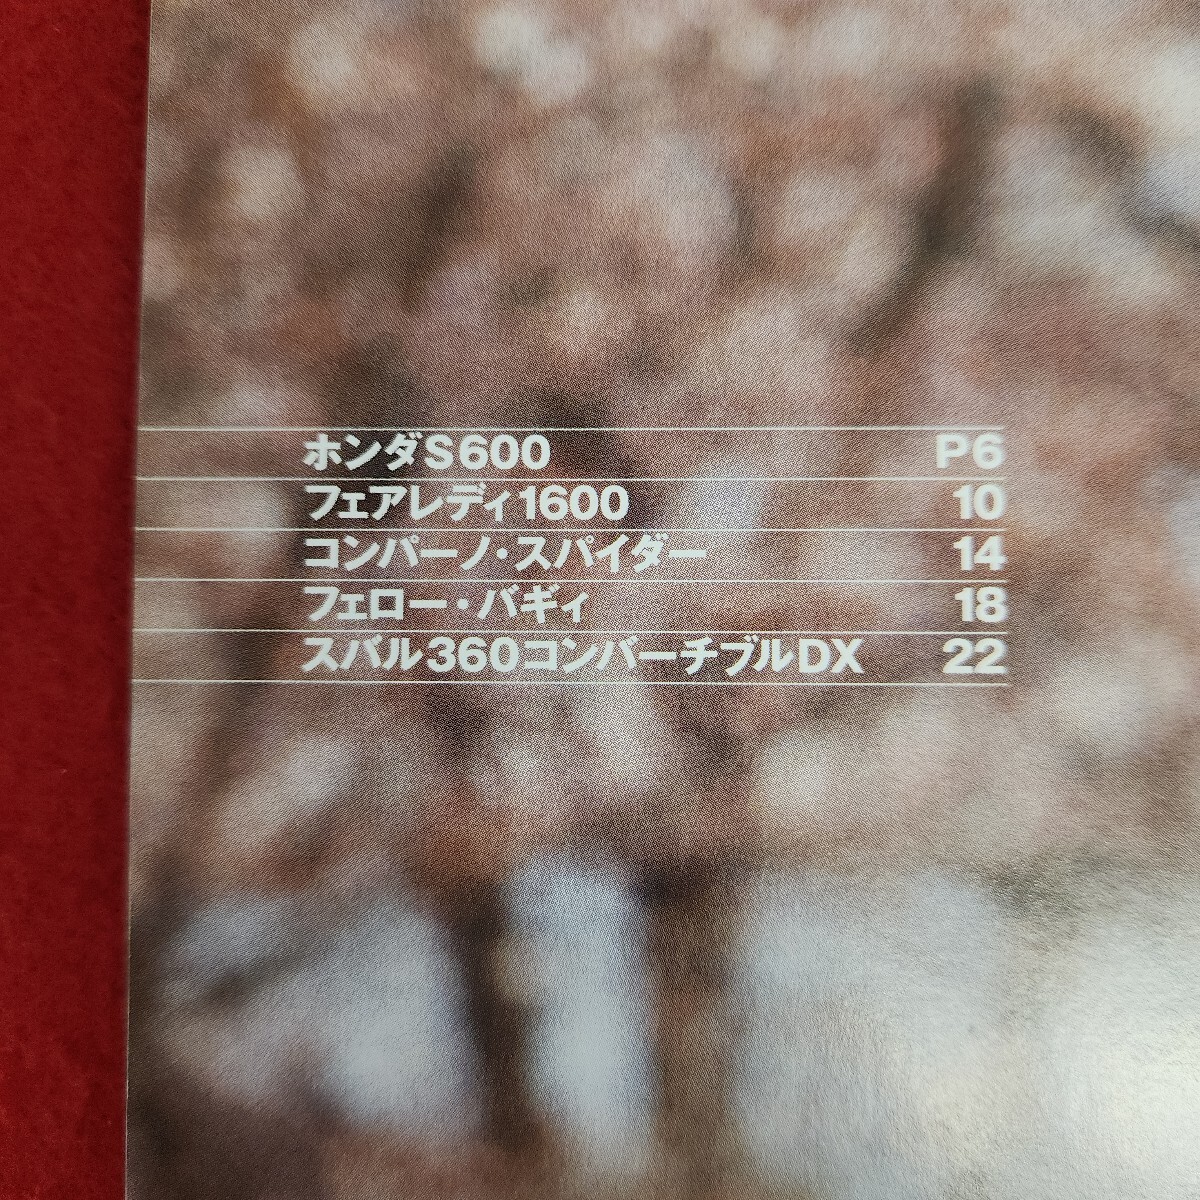 ホンダS600 P6
フェアレディ1600 10
コンパーノ・スパイダー 14
フェロー・バギィ 18
スバル360コンバーチブルDX 22